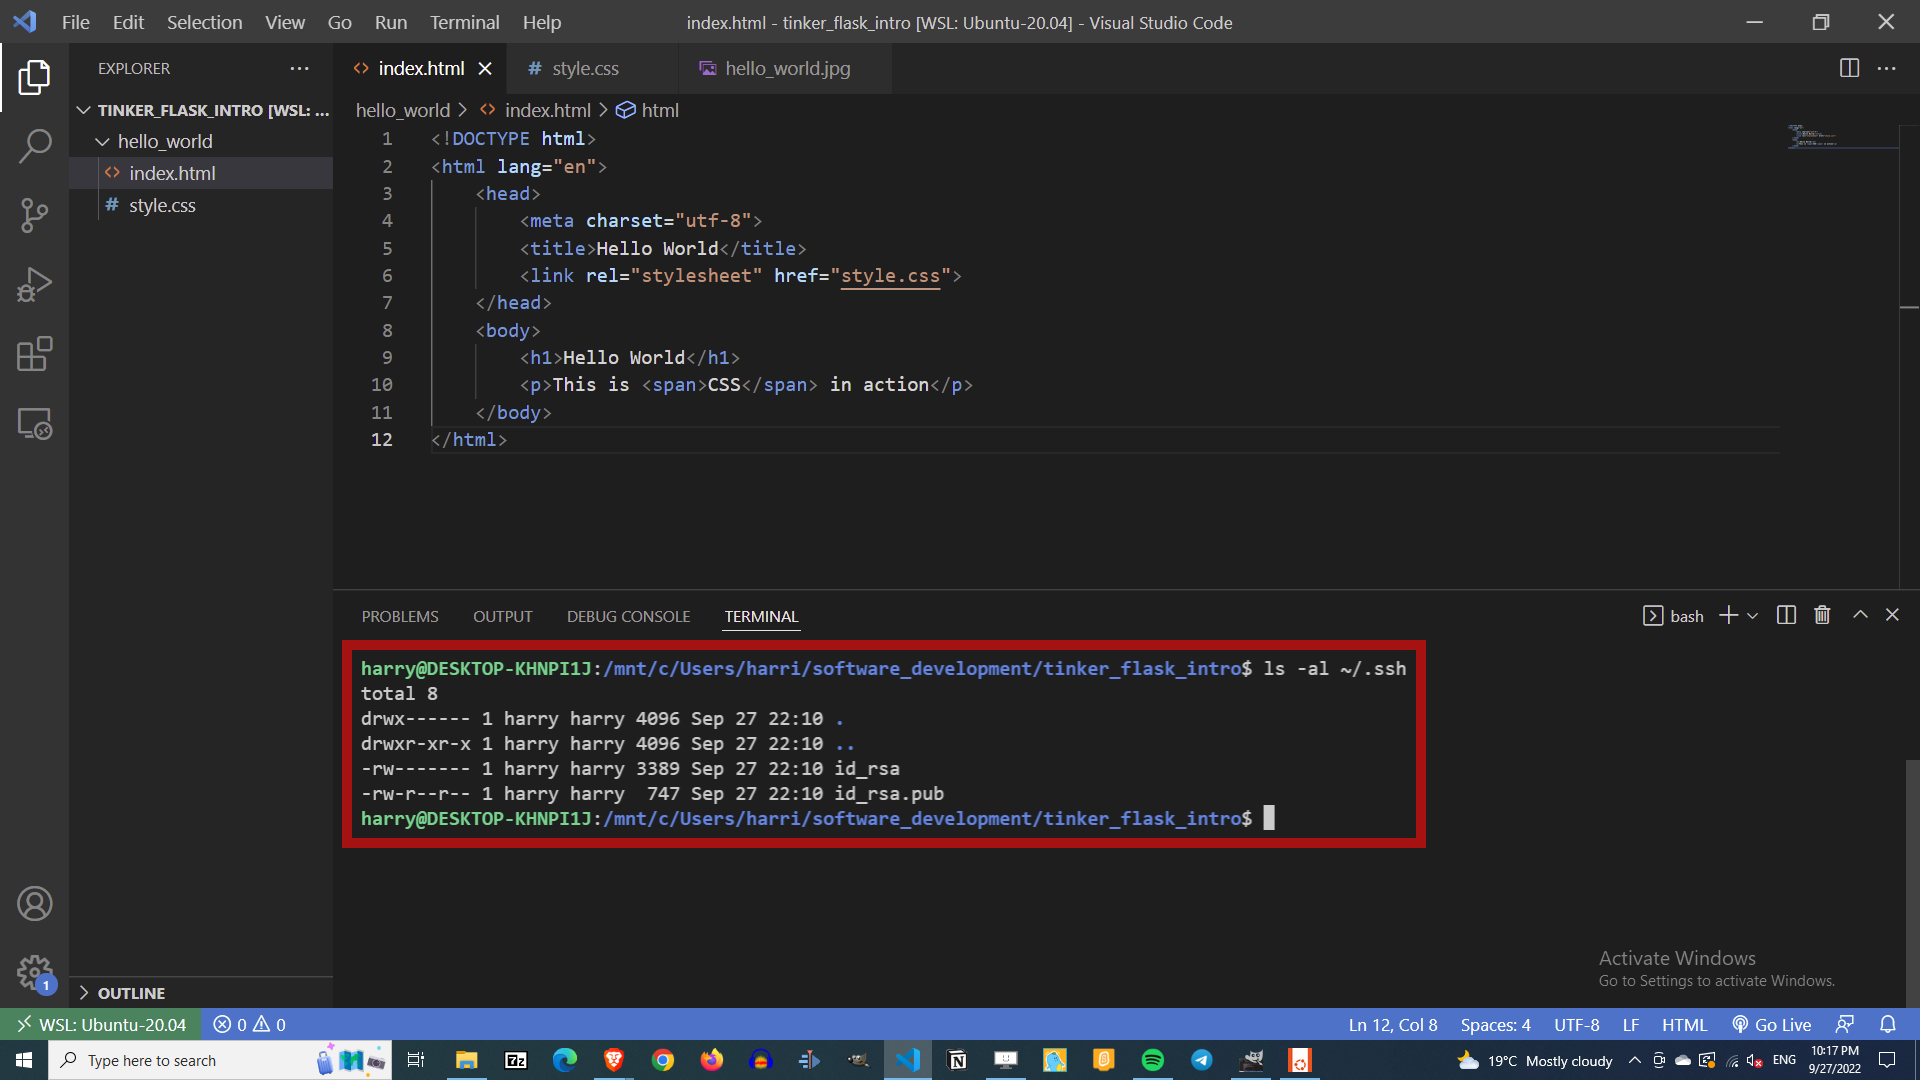 File Edit Selection View Go Run Terminal Help
index.html - tinker_flask_intro [WSL: Ubuntu-20.04] - Visual Studio Code
EXPLORER
TINKER_FLASK_INTRO [WSL: ...
hello_world
index.html
style.css
OUTLINE
index.html style.css hello_world.jpg
hello_world > index.html > html
1 <!DOCTYPE html>
2 <html lang="en">
3 <head>
4 <meta charset="utf-8">
5 <title>Hello World</title>
6 <link rel="stylesheet" href="style.css">
7 </head>
8 <body>
9 <h1>Hello World</h1>
10 <p>This is <span>CSS</span> in action</p>
11 </body>
12 </html>
PROBLEMS OUTPUT DEBUG CONSOLE TERMINAL
bash
harry@DESKTOP-KHNPI1J:/mnt/c/Users/harri/software_development/tinker_flask_intro$ ls -al ~/.ssh
total 8
drwx------ 1 harry harry 4096 Sep 27 22:10 .
drwxr-xr-x 1 harry harry 4096 Sep 27 22:10 ..
-rw------- 1 harry harry 3389 Sep 27 22:10 id_rsa
-rw-r--r-- 1 harry harry  747 Sep 27 22:10 id_rsa.pub
harry@DESKTOP-KHNPI1J:/mnt/c/Users/harri/software_development/tinker_flask_intro$
Activate Windows
Go to Settings to activate Windows.
1
WSL: Ubuntu-20.04 0 0 Ln 12, Col 8 Spaces: 4 UTF-8 LF HTML Go Live
Type here to search 7z 19°C Mostly cloudy ENG 10:17 PM
9/27/2022